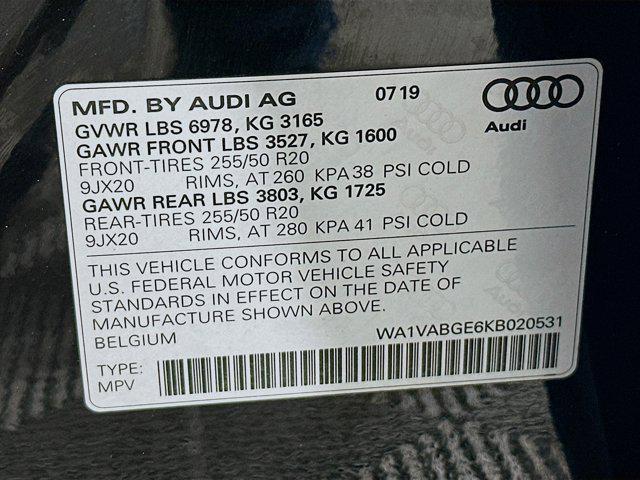 MFD. BY AUDI AG 0719
Audi
GVWR LBS 6978, KG 3165
GAWR FRONT LBS 3527, KG 1600
FRONT-TIRES 255/50 R20
9JX20 RIMS, AT 260 KPA 38 PSI COLD
GAWR REAR LBS 3803, KG 1725
REAR-TIRES 255/50 R20
9JX20 RIMS, AT 280 KPA 41 PSI COLD
THIS VEHICLE CONFORMS TO ALL APPLICABLE
U.S. FEDERAL MOTOR VEHICLE SAFETY
STANDARDS IN EFFECT ON THE DATE OF
MANUFACTURE SHOWN ABOVE.
BELGIUM WA1VABGE6KB020531
TYPE:
MPV